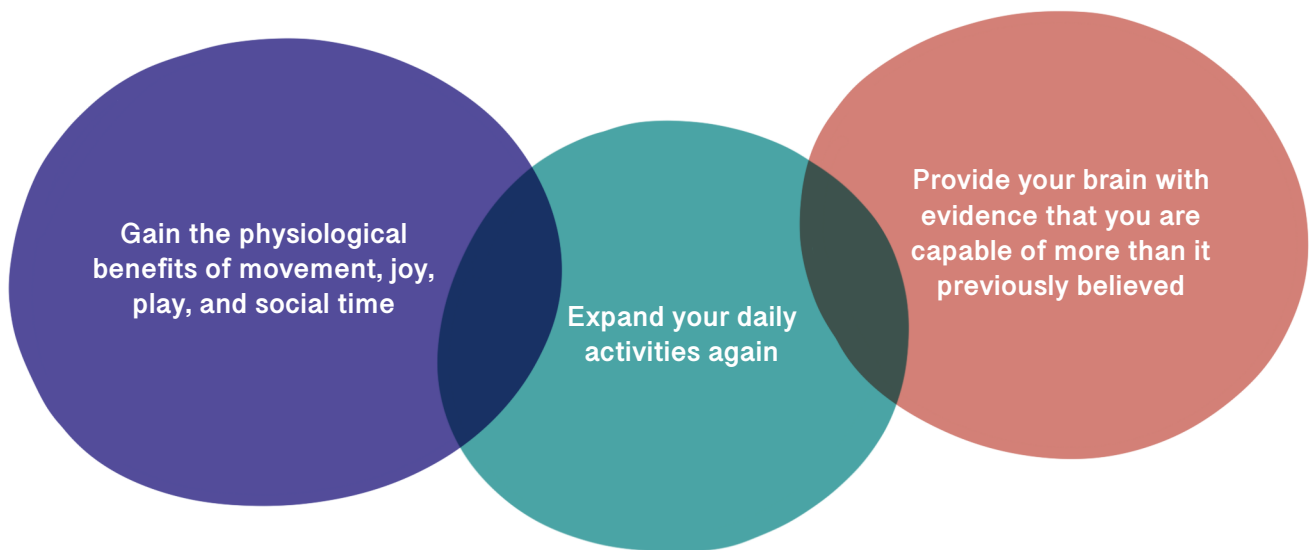 Gain the physiological
benefits of movement, joy,
play, and social time
Expand your daily
activities again
Provide your brain with
evidence that you are
capable of more than it
previously believed